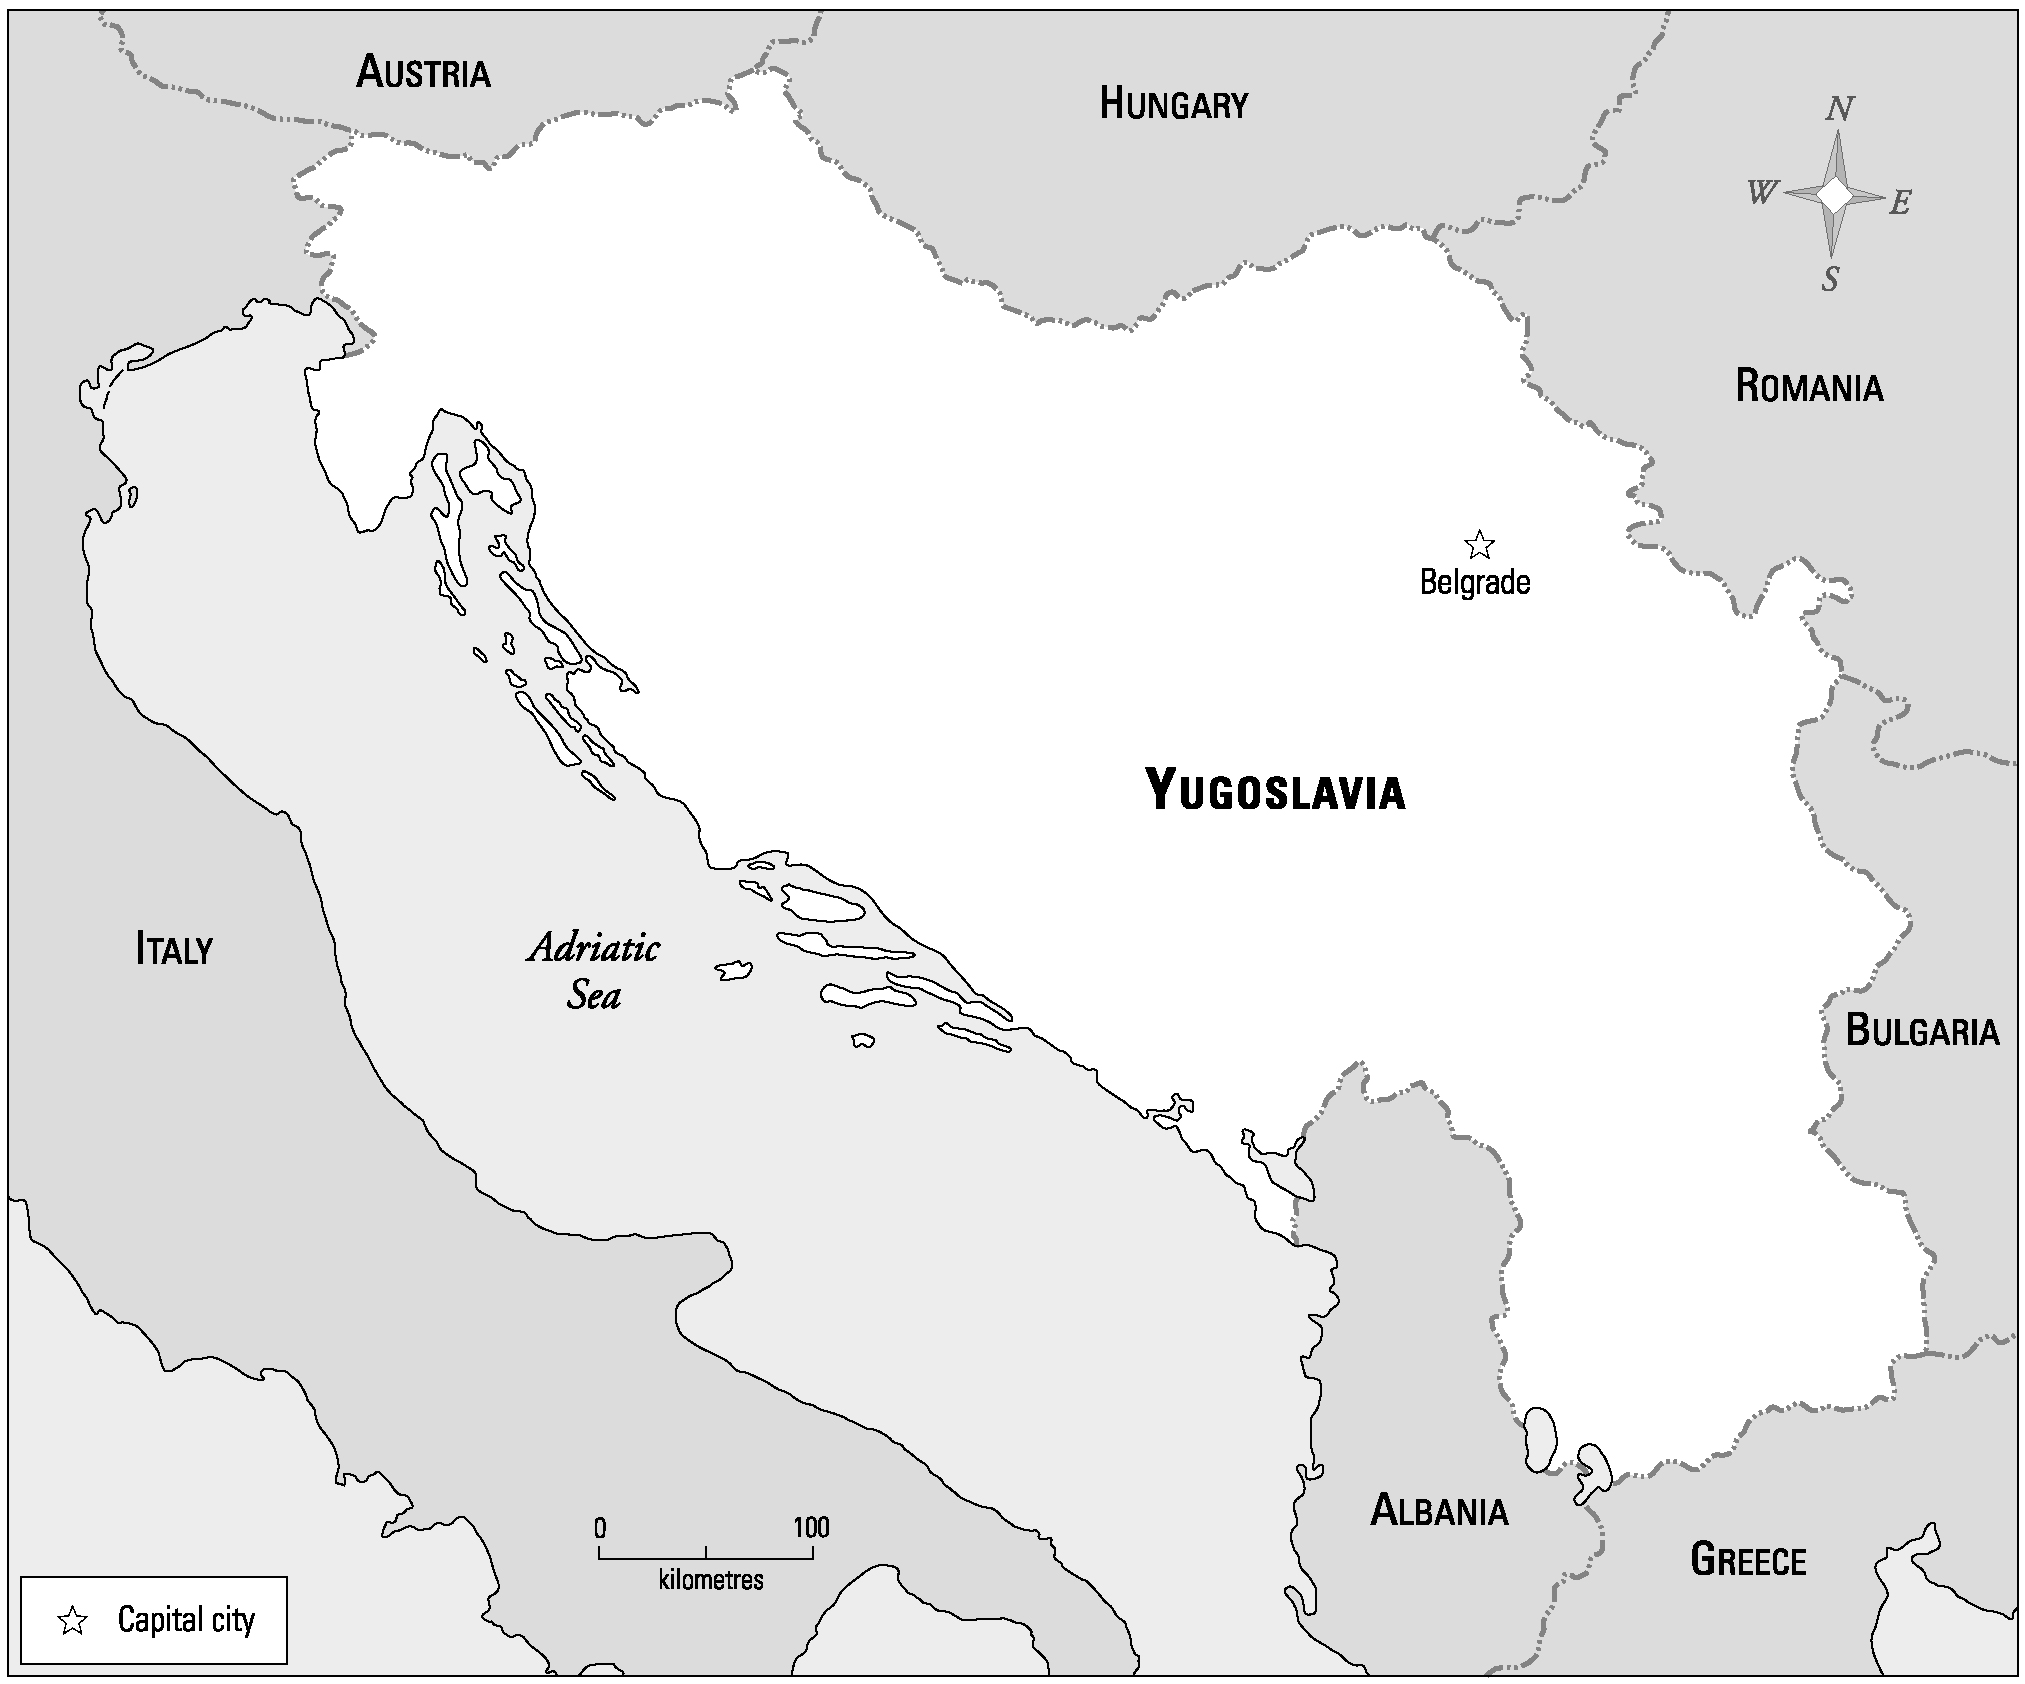 AUSTRIA
HUNGARY
N
W
E
S
ROMANIA
Belgrade
YUGOSLAVIA
ITALY
Adriatic
Sea
BULGARIA
ALBANIA
GREECE
0 100
kilometres
Capital city